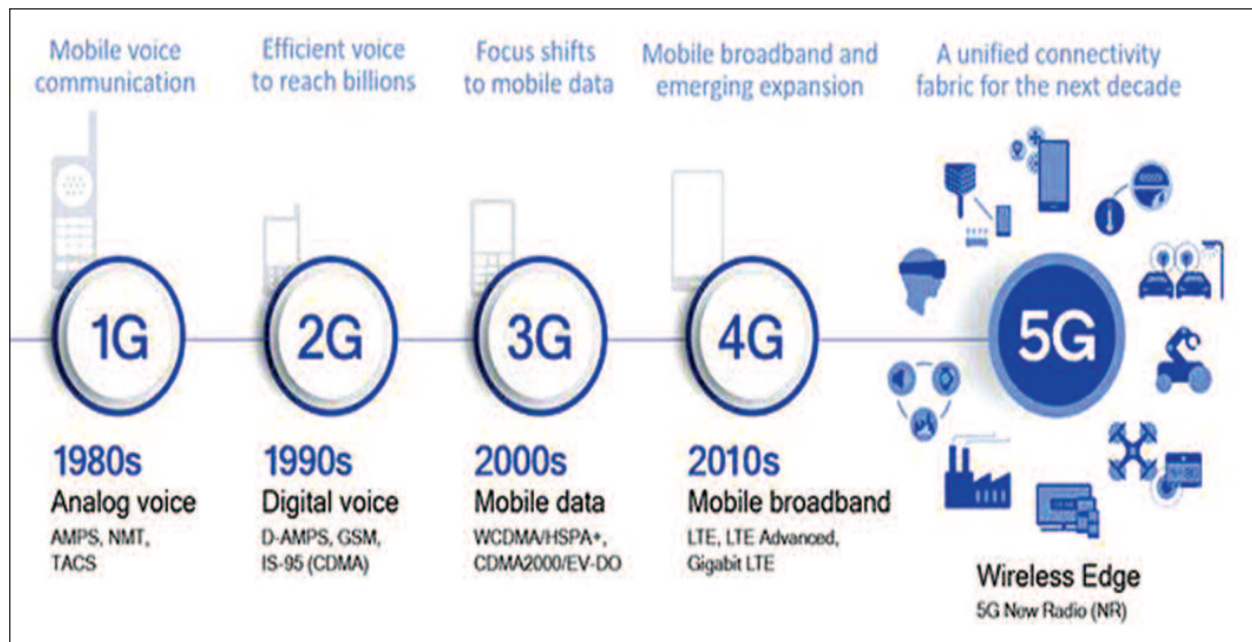 Mobile voice
communication
Efficient voice
to reach billions
Focus shifts
to mobile data
Mobile broadband and
emerging expansion
A unified connectivity
fabric for the next decade
1G
2G
3G
4G
5G
1980s
Analog voice
AMPS, NMT,
TACS
1990s
Digital voice
D-AMPS, GSM,
IS-95 (CDMA)
2000s
Mobile data
WCDMA/HSPA+,
CDMA2000/EV-DO
2010s
Mobile broadband
LTE, LTE Advanced,
Gigabit LTE
Wireless Edge
5G New Radio (NR)